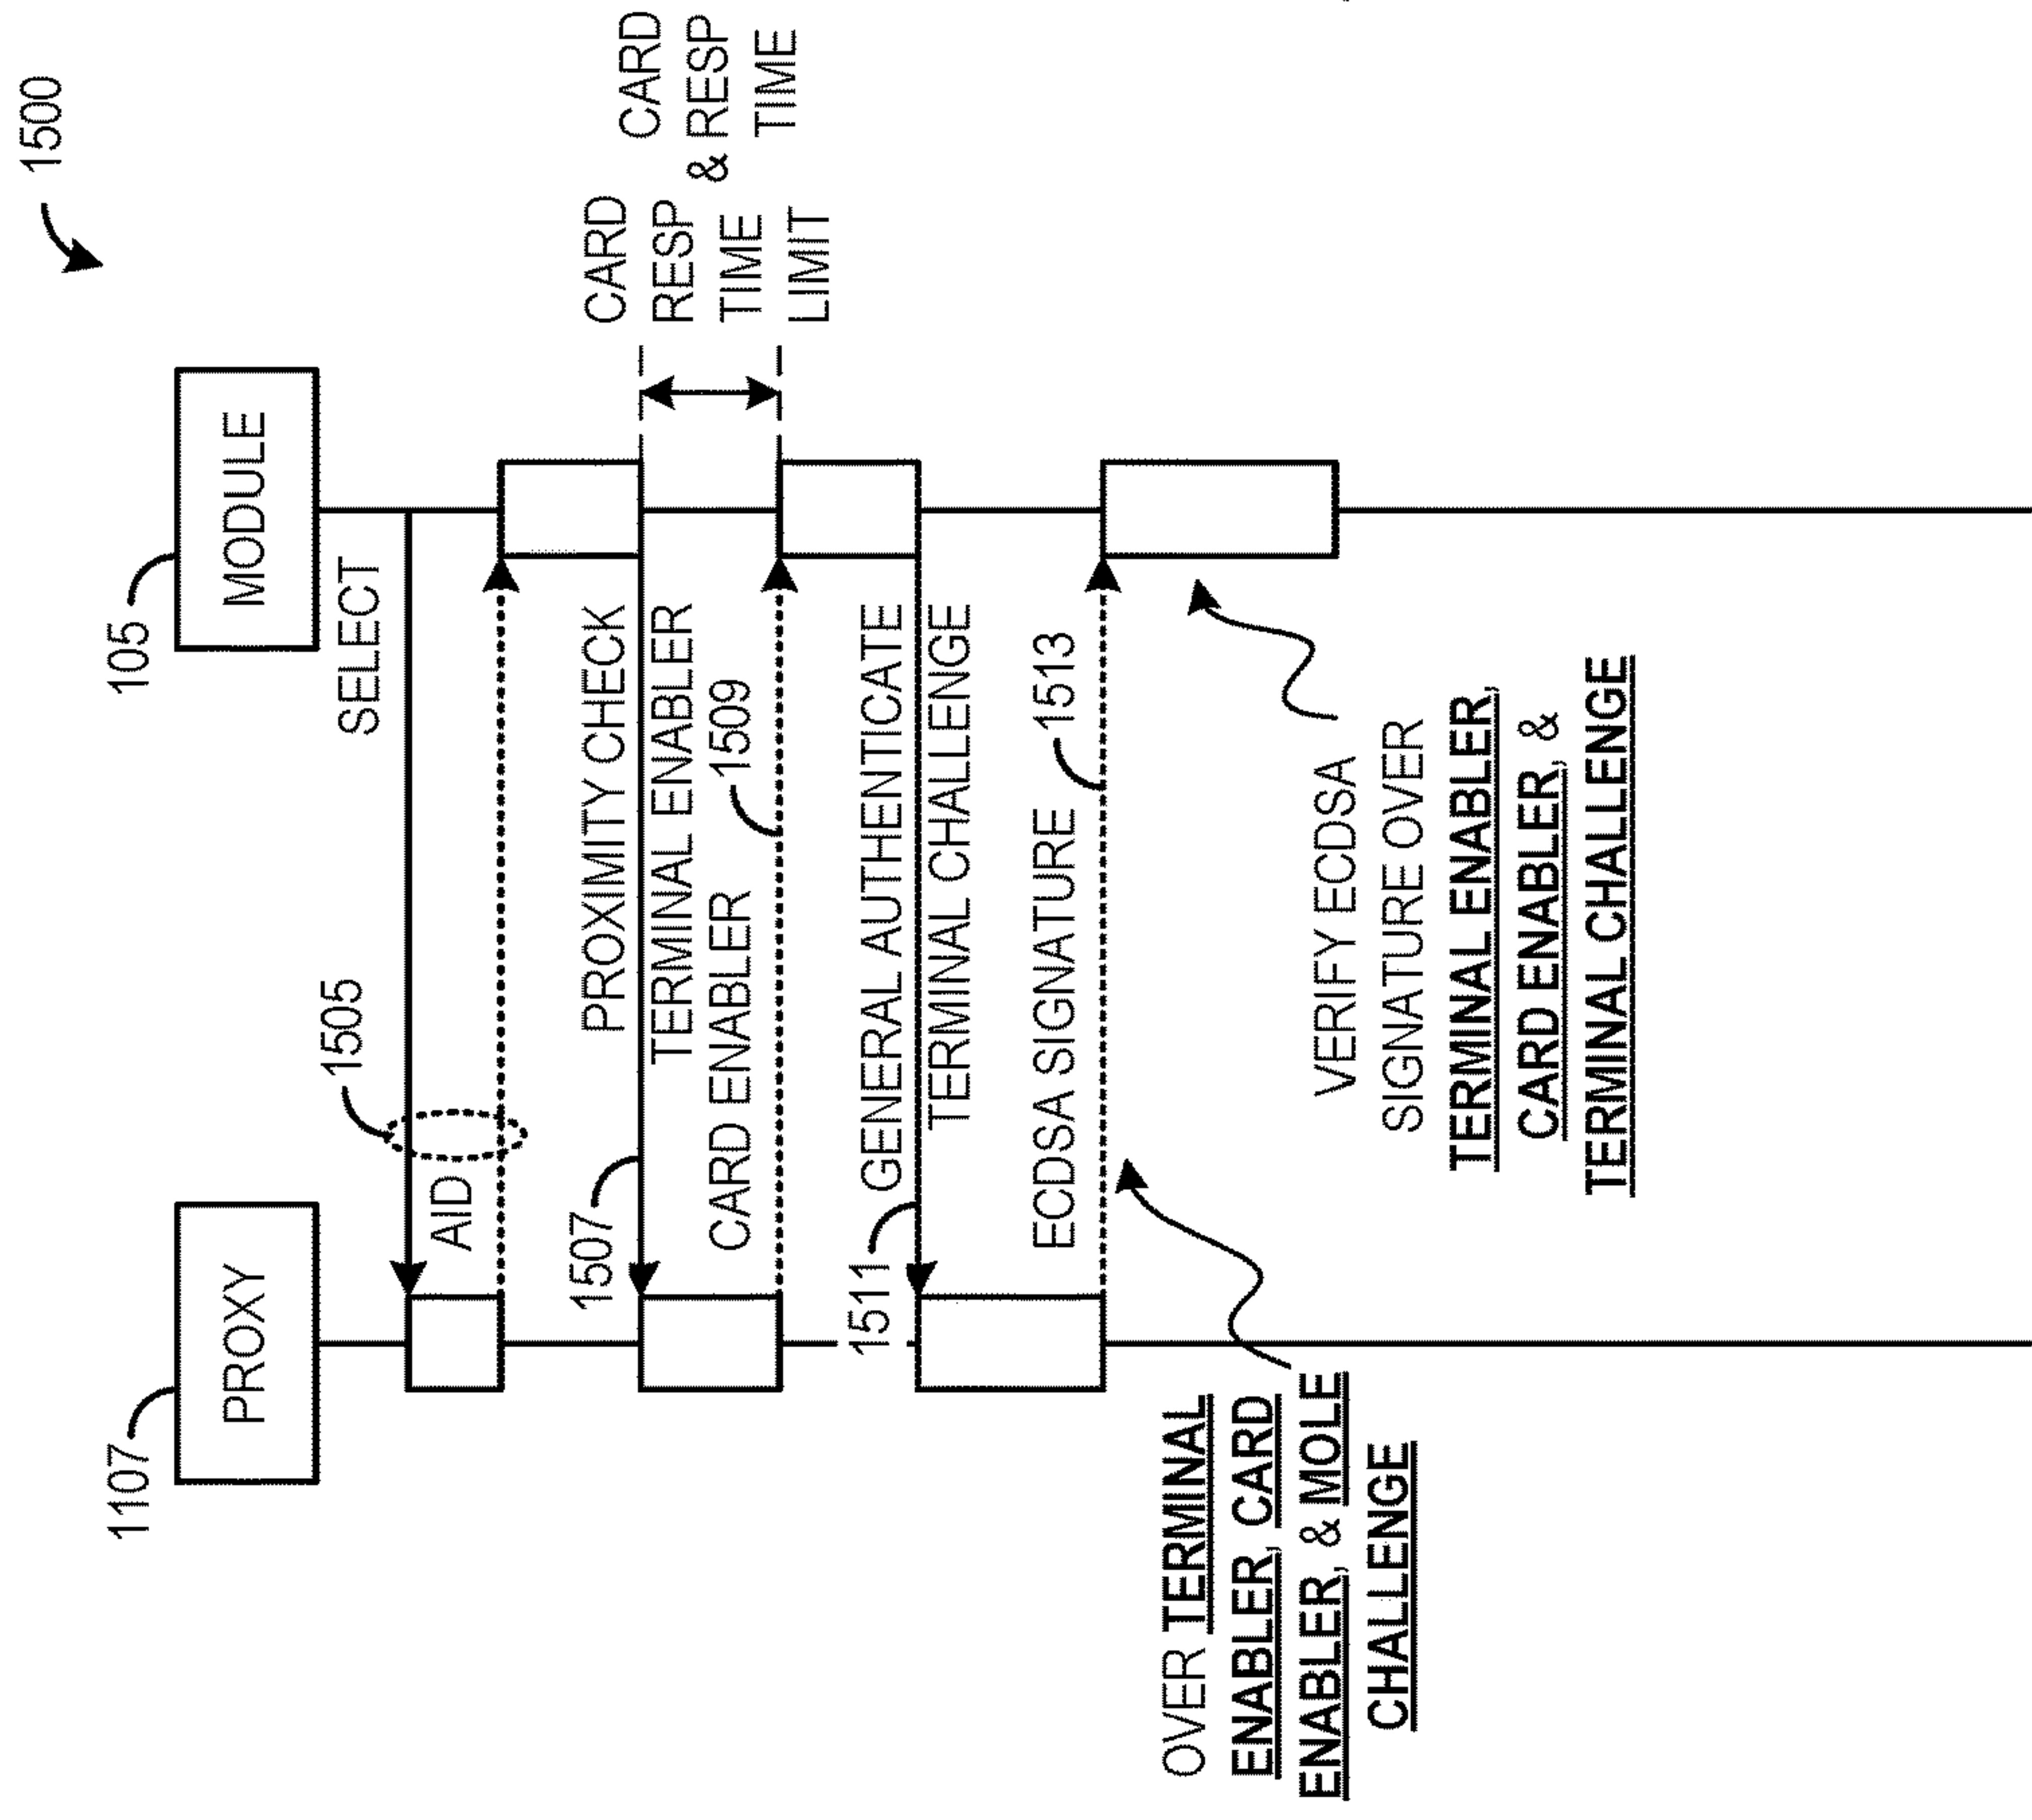 1500
1107
PROXY
105
MODULE
SELECT
1505
AID
PROXIMITY CHECK
1507
TERMINAL ENABLER
CARD ENABLER
1509
CARD
RESP
TIME
LIMIT
&
CARD
RESP
TIME
GENERAL AUTHENTICATE
1511
TERMINAL CHALLENGE
ECDSA SIGNATURE
1513
OVER TERMINAL
ENABLER, CARD
ENABLER, & MOLE
CHALLENGE
VERIFY ECDSA
SIGNATURE OVER
TERMINAL ENABLER,
CARD ENABLER, &
TERMINAL CHALLENGE